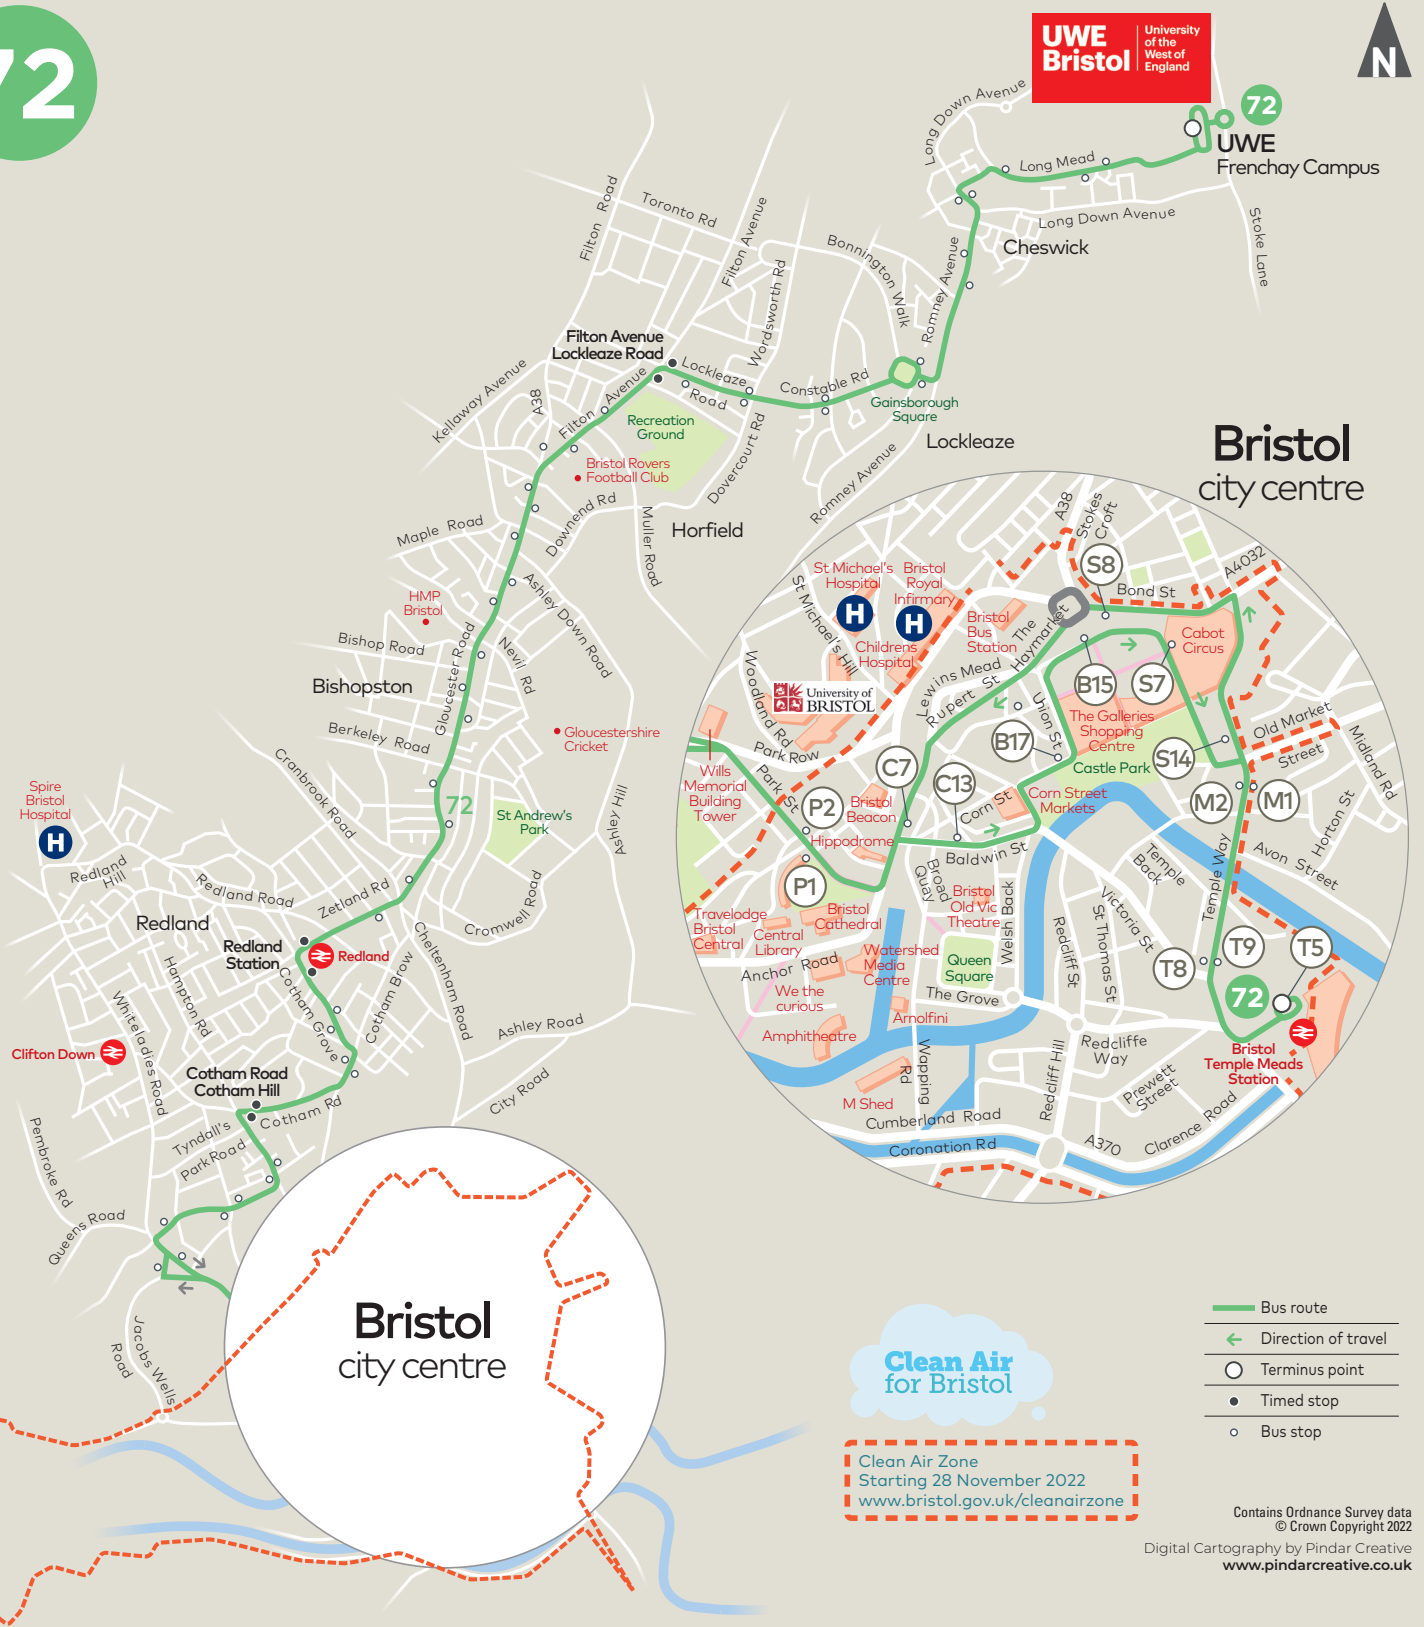 72
UWE
Bristol
University
of the
West of
England
N
72
UWE
Frenchay Campus
Long Down Avenue
Long Mead
Long Down Avenue
Stoke Lane
Cheswick
Filton Road
Toronto Rd
Filton Avenue
Bonnington Walk
Wordsworth Rd
Romney Avenue
Filton Avenue
Lockleaze Road
Lockleaze Road
Constable Rd
Gainsborough
Square
Lockleaze
Kellaway Avenue
A38
Filton Avenue
Recreation
Ground
Bristol Rovers
Football Club
Dovercourt Rd
Romney Avenue
Downend Rd
Muller Road
Horfield
Maple Road
Ashley Down Road
HMP
Bristol
Bishop Road
Gloucester Road
Nevil Rd
Bishopston
Berkeley Road
Gloucestershire
Cricket
Cranbrook Road
72
St Andrew's
Park
Ashley Hill
Spire
Bristol
Hospital
H
Redland
Hill
Redland Road
Zetland Rd
Cromwell Road
Redland
Redland
Station
Redland
Cheltenham Road
Hampton Rd
Cotham Grove
Cotham Brow
Whiteladies Road
Ashley Road
Clifton Down
Cotham Road
Cotham Hill
City Road
Cotham Rd
Tyndall's
Park Road
Pembroke Rd
Queens Road
Jacobs Wells
Road
Bristol
city centre
Bristol
city centre
A38
Stokes
Croft
S8
A4032
Bond St
St Michael's
Hospital
H
Bristol
Royal
Infirmary
H
Childrens
Hospital
St Michael's Hill
Bristol
Bus
Station
The
Haymarket
Cabot
Circus
Lewins Mead
Rupert St
Union St
B15
S7
Woodland Rd
University of
BRISTOL
The Galleries
Shopping
Centre
Old Market
Street
Midland Rd
B17
Castle Park
S14
Park Row
Wills
Memorial
Building
Tower
Park St
C7
C13
Corn St
Corn Street
Markets
M2
M1
Horton St
P2
Bristol
Beacon
Hippodrome
Baldwin St
Temple Way
Avon Street
Temple
Back
P1
Broad
Quay
Bristol
Old Vic
Theatre
Welsh Back
Victoria St
St Thomas St
Redcliff St
Travelodge
Bristol
Central
Central
Library
Bristol
Cathedral
Anchor Road
Watershed
Media
Centre
Queen
Square
T8
T9
T5
72
We the
curious
The Grove
Arnolfini
Amphitheatre
Redcliffe
Way
Bristol
Temple Meads
Station
Wapping
Rd
Redcliff Hill
Prewett
Street
M Shed
Cumberland Road
Coronation Rd
A370
Clarence Road
Clean Air
for Bristol
Clean Air Zone
Starting 28 November 2022
www.bristol.gov.uk/cleanairzone
Bus route
Direction of travel
Terminus point
Timed stop
Bus stop
Contains Ordnance Survey data
© Crown Copyright 2022
Digital Cartography by Pindar Creative
www.pindarcreative.co.uk